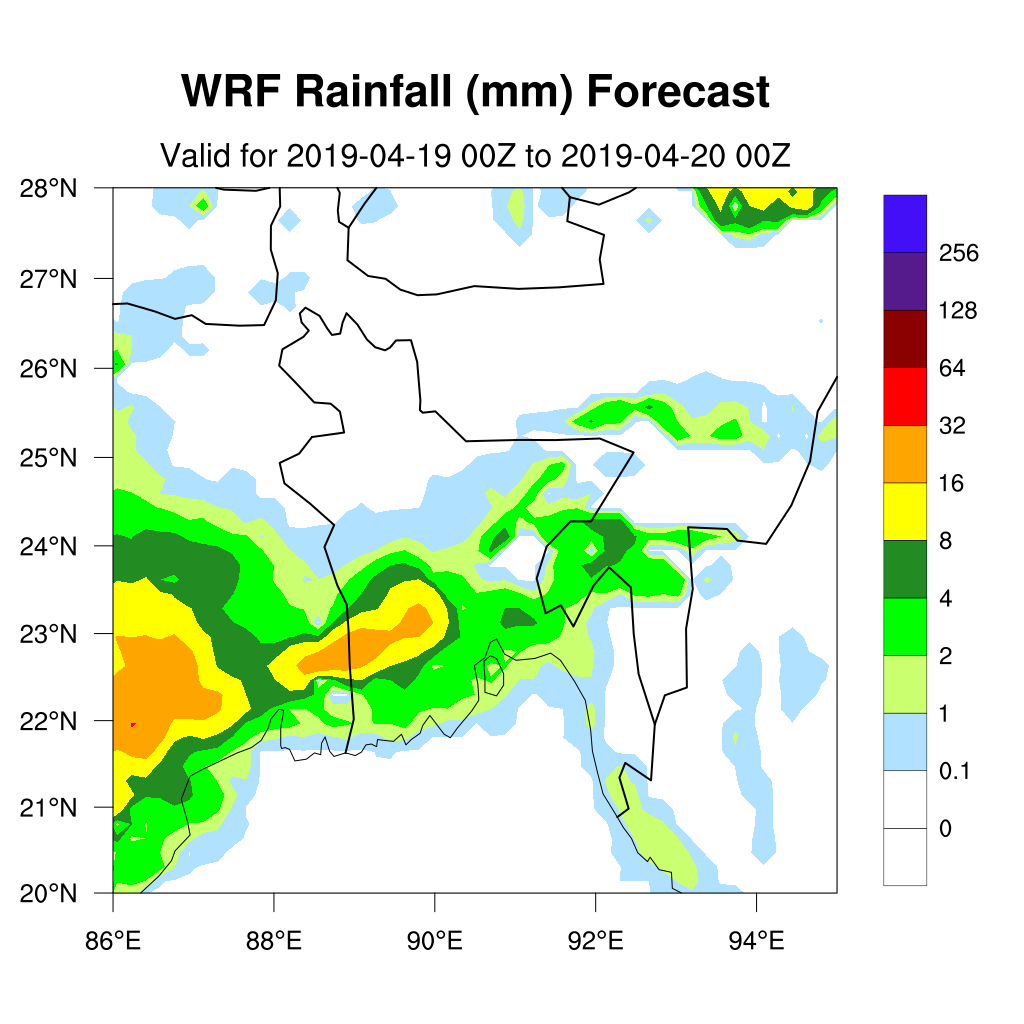 WRF Rainfall (mm) Forecast
Valid for 2019-04-19 00Z to 2019-04-20 00Z
28°N
27°N
26°N
25°N
24°N
23°N
22°N
21°N
20°N
86°E 88°E 90°E 92°E 94°E
256
128
64
32
16
8
4
2
1
0.1
0